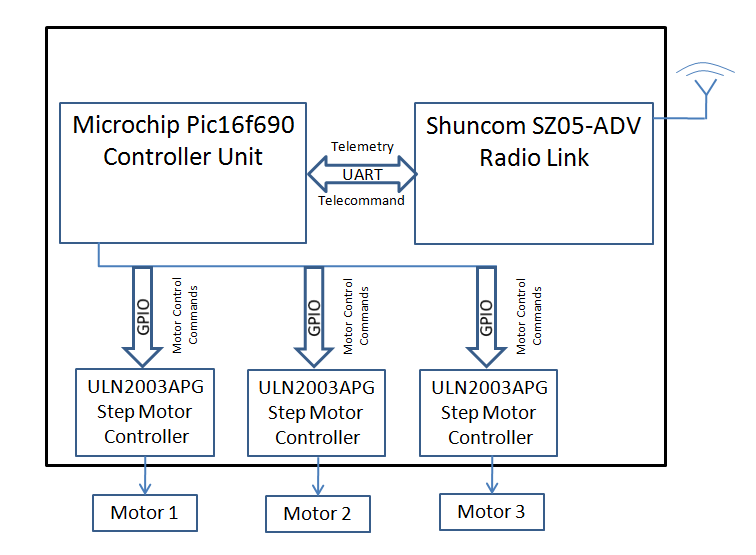 Microchip Pic16f690
Controller Unit
Shuncom SZ05-ADV
Radio Link
Telemetry
UART
Telecommand
GPIO
Motor Control
Commands
GPIO
Motor Control
Commands
GPIO
Motor Control
Commands
ULN2003APG
Step Motor
Controller
ULN2003APG
Step Motor
Controller
ULN2003APG
Step Motor
Controller
Motor 1
Motor 2
Motor 3